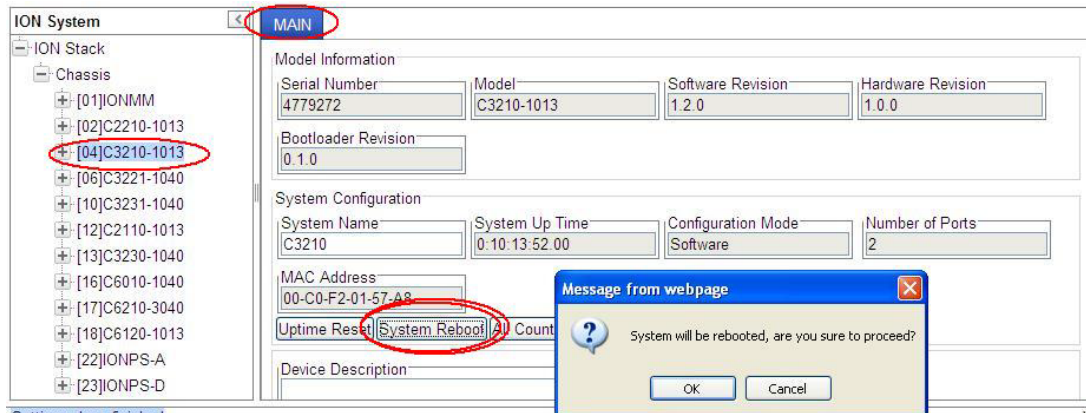 ION System
ION Stack
Chassis
[01]IONMM
[02]C2210-1013
[04]C3210-1013
[06]C3221-1040
[10]C3231-1040
[12]C2110-1013
[13]C3230-1040
[16]C6010-1040
[17]C6210-3040
[18]C6120-1013
[22]IONPS-A
[23]IONPS-D
MAIN
Model Information
Serial Number Model Software Revision Hardware Revision
4779272 C3210-1013 1.2.0 1.0.0
Bootloader Revision
0.1.0
System Configuration
System Name System Up Time Configuration Mode Number of Ports
C3210 0:10:13:52.00 Software 2
MAC Address
00-C0-F2-01-57-A8
Uptime Reset System Reboot All Count
Device Description
Message from webpage
System will be rebooted, are you sure to proceed?
OK Cancel